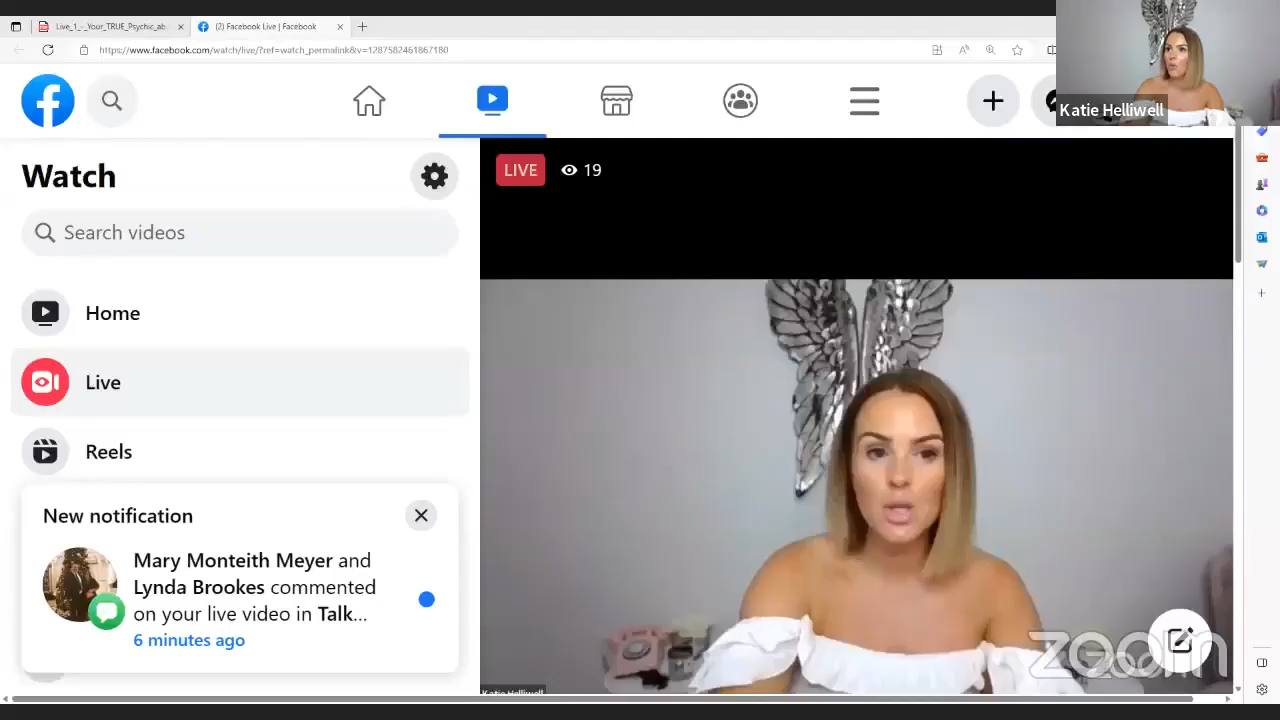 Live_1_-_Your_TRUE_Psychic_ab
(2) Facebook Live | Facebook
https://www.facebook.com/watch/live/?ref=watch_permalink&v=1287582461867180
Katie Helliwell
Watch
LIVE
19
Search videos
Home
Live
Reels
New notification
Mary Monteith Meyer and
Lynda Brookes commented
on your live video in Talk...
6 minutes ago
zoom
Katie Helliwell